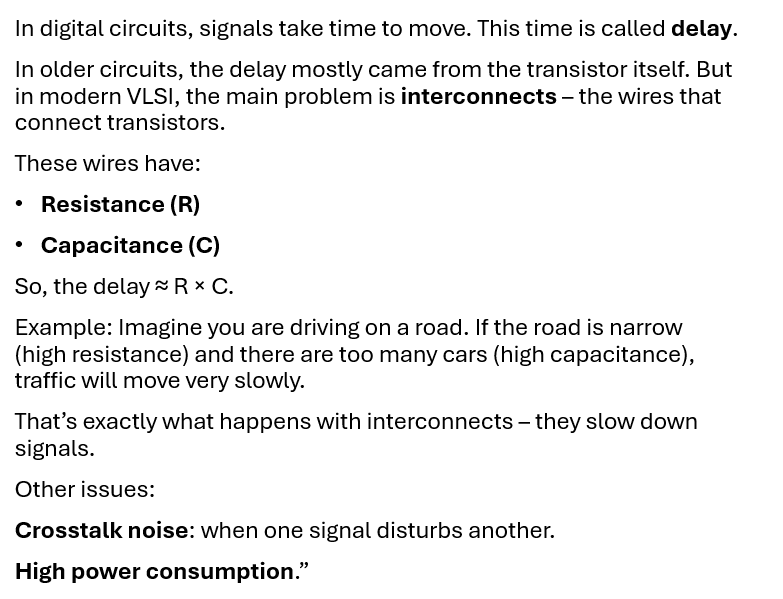 In digital circuits, signals take time to move. This time is called delay.
In older circuits, the delay mostly came from the transistor itself. But
in modern VLSI, the main problem is interconnects – the wires that
connect transistors.
These wires have:
• Resistance (R)
• Capacitance (C)
So, the delay ≈ R × C.
Example: Imagine you are driving on a road. If the road is narrow
(high resistance) and there are too many cars (high capacitance),
traffic will move very slowly.
That’s exactly what happens with interconnects – they slow down
signals.
Other issues:
Crosstalk noise: when one signal disturbs another.
High power consumption.”